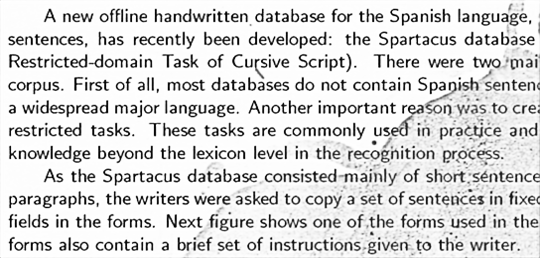 A new offline handwritten database for the Spanish language,
sentences, has recently been developed: the Spartacus database
Restricted-domain Task of Cursive Script). There were two
corpus. First of all, most databases do not contain Spanish
a widespread major language. Another important reason was to
restricted tasks. These tasks are commonly used in practice and
knowledge beyond the lexicon level in the recognition process.
As the Spartacus database consisted mainly of short sentence
paragraphs, the writers were asked to copy a set of sentences in
fields in the forms. Next figure shows one of the forms used in the
forms also contain a brief set of instructions given to the writer.